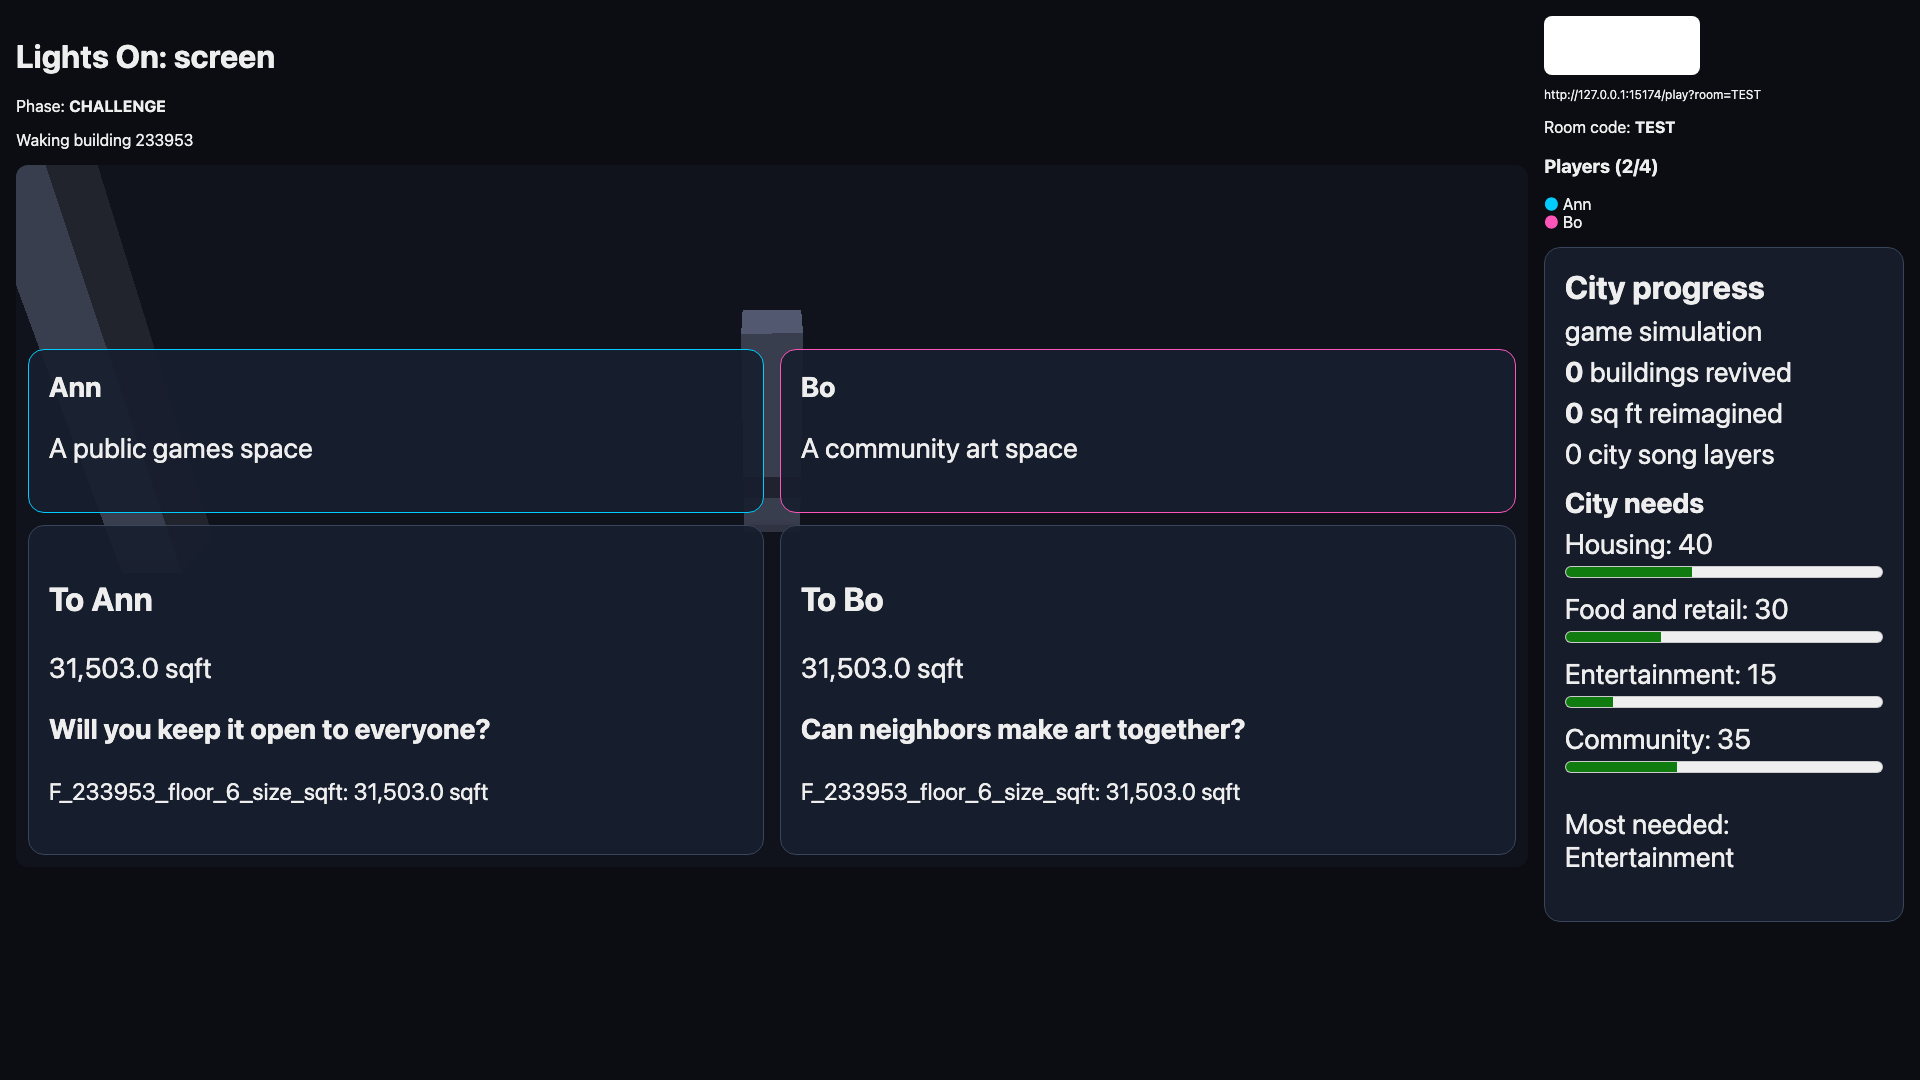 Lights On: screen
Phase: CHALLENGE
Waking building 233953
Ann
A public games space
Bo
A community art space
To Ann
31,503.0 sqft
Will you keep it open to everyone?
F_233953_floor_6_size_sqft: 31,503.0 sqft
To Bo
31,503.0 sqft
Can neighbors make art together?
F_233953_floor_6_size_sqft: 31,503.0 sqft
http://127.0.0.1:15174/play?room=TEST
Room code: TEST
Players (2/4)
Ann
Bo
City progress
game simulation
0 buildings revived
0 sq ft reimagined
0 city song layers
City needs
Housing: 40
Food and retail: 30
Entertainment: 15
Community: 35
Most needed:
Entertainment